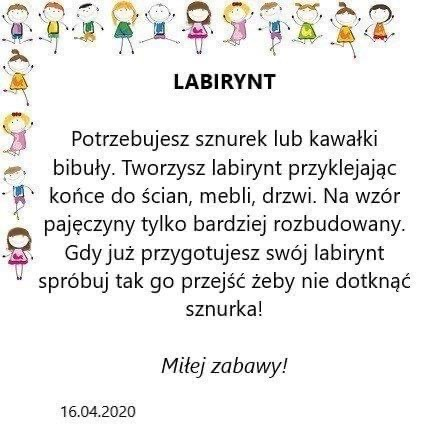 LABIRYNT
Potrzebujesz sznurek lub kawałki
bibuły. Tworzysz labirynt przyklejając
końce do ścian, mebli, drzwi. Na wzór
pajęczyny tylko bardziej rozbudowany.
Gdy już przygotujesz swój labirynt
spróbuj tak go przejść żeby nie dotknąć
sznurka!
Miłej zabawy!
16.04.2020